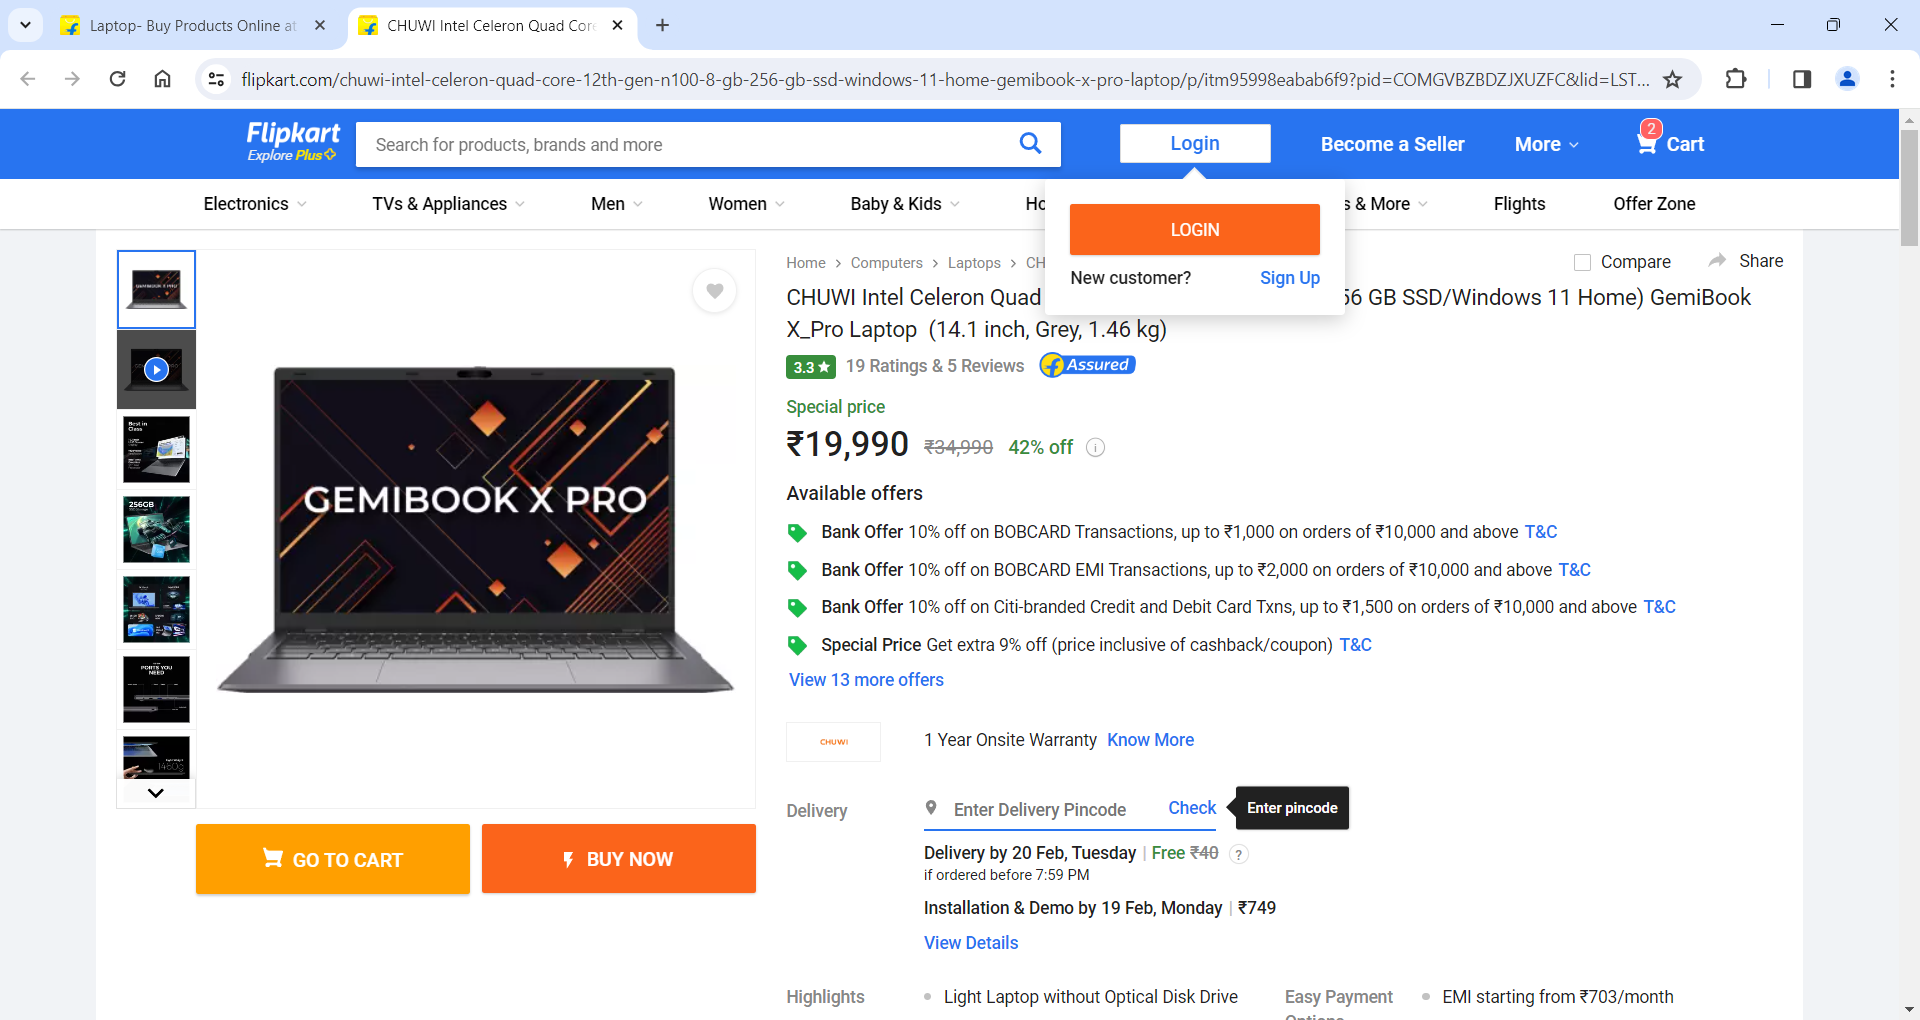 Laptop- Buy Products Online at
CHUWI Intel Celeron Quad Core
flipkart.com/chuwi-intel-celeron-quad-core-12th-gen-n100-8-gb-256-gb-ssd-windows-11-home-gemibook-x-pro-laptop/p/itm95998eabab6f9?pid=COMGVBZBDZJXUZFC&lid=LST...
Flipkart
Explore Plus
Search for products, brands and more
Login
Become a Seller
More
2
Cart
Electronics
TVs & Appliances
Men
Women
Baby & Kids
Ho
s & More
Flights
Offer Zone
LOGIN
New customer? Sign Up
Home
Computers
Laptops
CH
Compare
Share
CHUWI Intel Celeron Quad 56 GB SSD/Windows 11 Home) GemiBook
X_Pro Laptop (14.1 inch, Grey, 1.46 kg)
3.3
19 Ratings & 5 Reviews
Assured
Special price
₹19,990 ₹34,990 42% off
Available offers
Bank Offer 10% off on BOBCARD Transactions, up to ₹1,000 on orders of ₹10,000 and above T&C
Bank Offer 10% off on BOBCARD EMI Transactions, up to ₹2,000 on orders of ₹10,000 and above T&C
Bank Offer 10% off on Citi-branded Credit and Debit Card Txns, up to ₹1,500 on orders of ₹10,000 and above T&C
Special Price Get extra 9% off (price inclusive of cashback/coupon) T&C
View 13 more offers
CHUWI
1 Year Onsite Warranty Know More
Delivery
Enter Delivery Pincode
Check
Enter pincode
Delivery by 20 Feb, Tuesday | Free ₹40 ?
if ordered before 7:59 PM
Installation & Demo by 19 Feb, Monday | ₹749
View Details
Highlights
Light Laptop without Optical Disk Drive
Easy Payment
Options
EMI starting from ₹703/month
GEMIBOOK X PRO
GEMIBOOK X PRO
Best in
Class
256GB
PORTS YOU
NEED
1460g
GO TO CART
BUY NOW